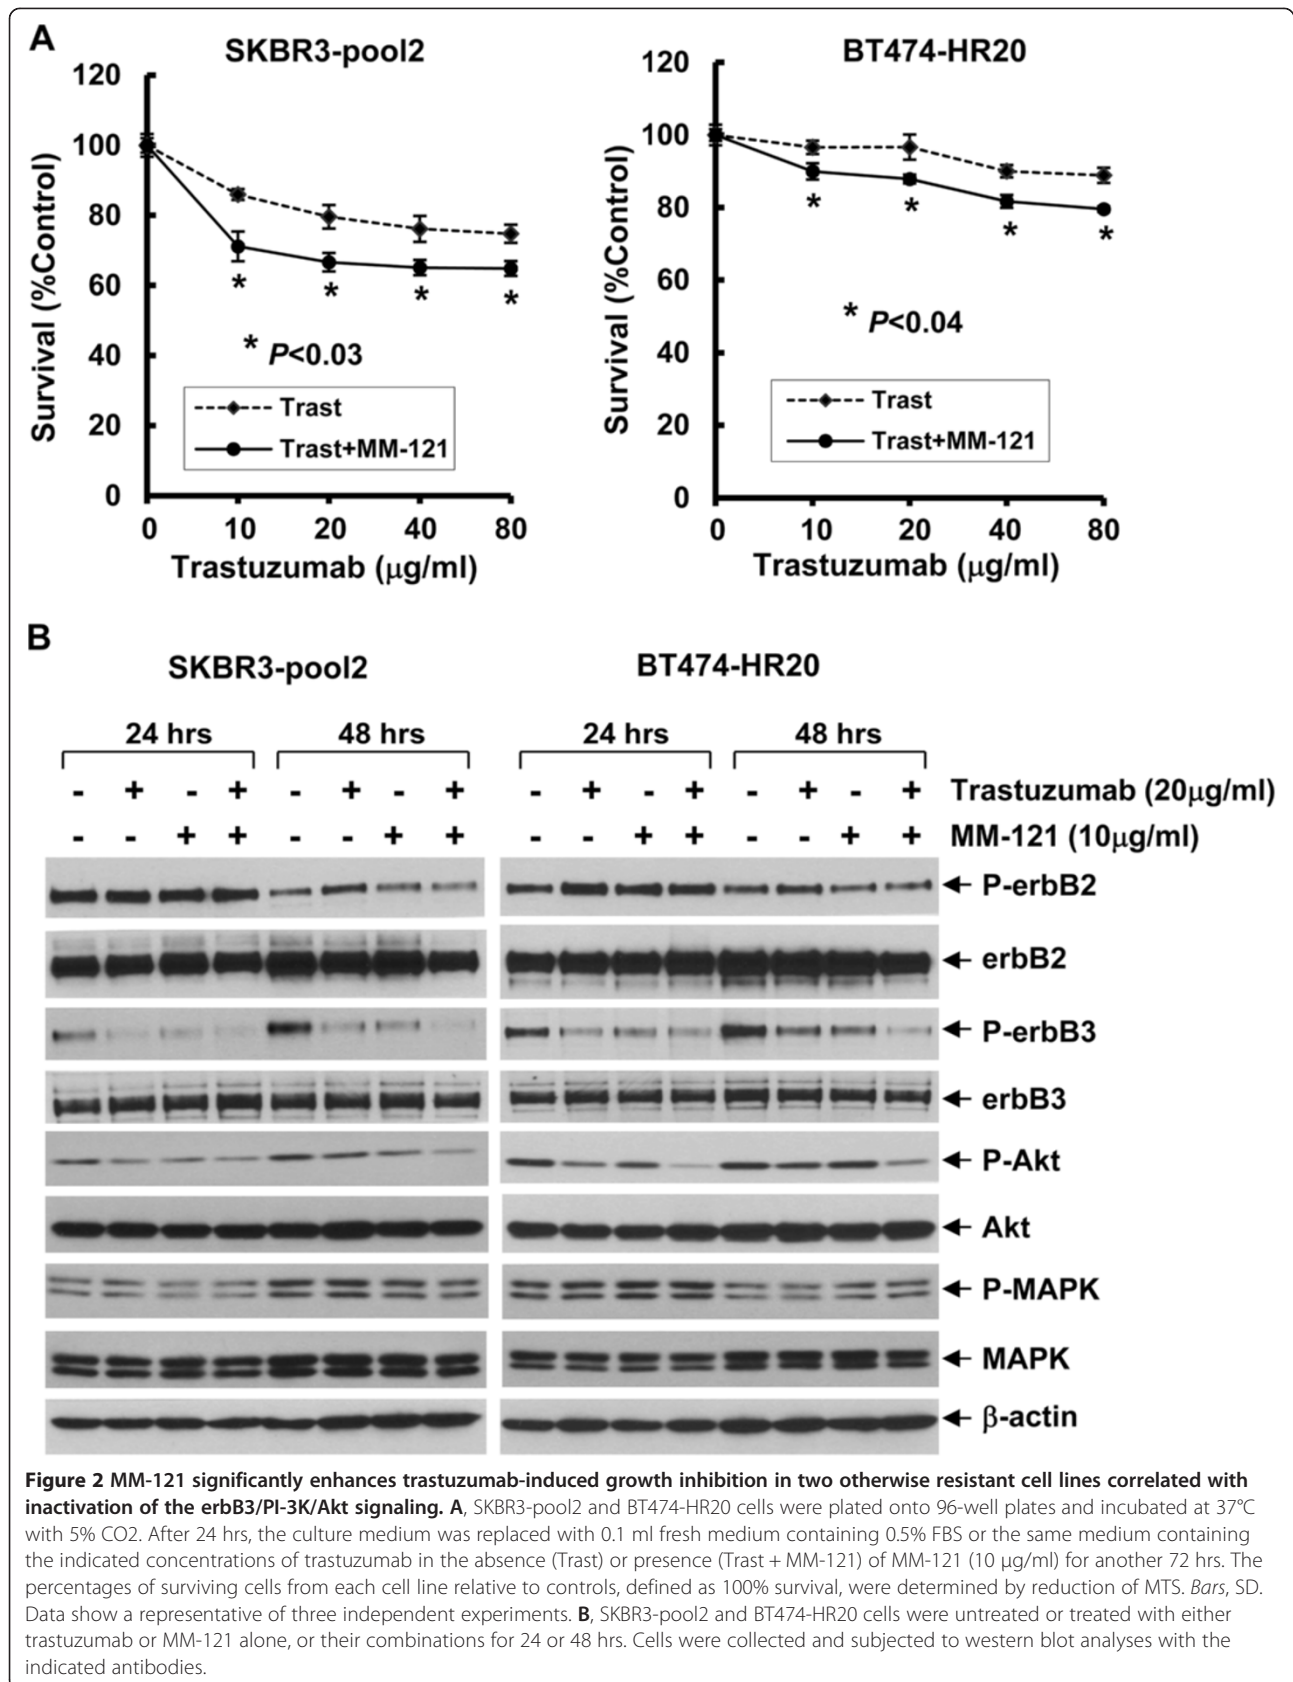 A
SKBR3-pool2
120
100
80
60
40
20
0
Survival (%Control)
* * * *
* P<0.03
Trast
Trast+MM-121
0 10 20 40 80
Trastuzumab (μg/ml)
BT474-HR20
120
100
80
60
40
20
0
Survival (%Control)
* * * *
* P<0.04
Trast
Trast+MM-121
0 10 20 40 80
Trastuzumab (μg/ml)
B
SKBR3-pool2 BT474-HR20
24 hrs 48 hrs 24 hrs 48 hrs
- + - + - + - + - + - + - + - + Trastuzumab (20μg/ml)
- - + + - - + + - - + + - - + + MM-121 (10μg/ml)
P-erbB2
erbB2
P-erbB3
erbB3
P-Akt
Akt
P-MAPK
MAPK
β-actin
Figure 2 MM-121 significantly enhances trastuzumab-induced growth inhibition in two otherwise resistant cell lines correlated with
inactivation of the erbB3/PI-3K/Akt signaling. A, SKBR3-pool2 and BT474-HR20 cells were plated onto 96-well plates and incubated at 37°C
with 5% CO2. After 24 hrs, the culture medium was replaced with 0.1 ml fresh medium containing 0.5% FBS or the same medium containing
the indicated concentrations of trastuzumab in the absence (Trast) or presence (Trast + MM-121) of MM-121 (10 μg/ml) for another 72 hrs. The
percentages of surviving cells from each cell line relative to controls, defined as 100% survival, were determined by reduction of MTS. Bars, SD.
Data show a representative of three independent experiments. B, SKBR3-pool2 and BT474-HR20 cells were untreated or treated with either
trastuzumab or MM-121 alone, or their combinations for 24 or 48 hrs. Cells were collected and subjected to western blot analyses with the
indicated antibodies.